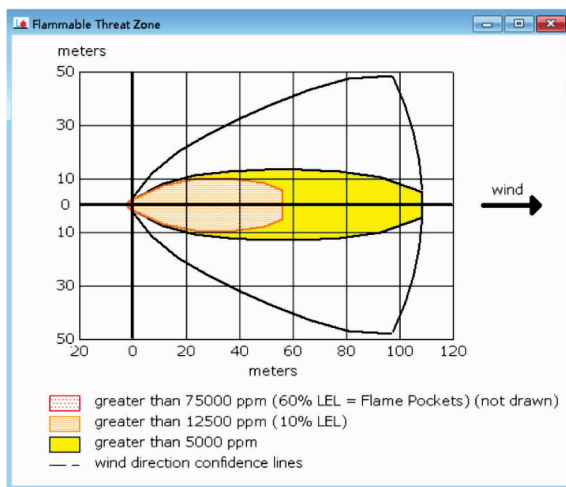 Flammable Threat Zone
meters
50
30
10
0
10
30
50
20 0 20 40 60 80 100 120
meters
wind
greater than 75000 ppm (60% LEL = Flame Pockets) (not drawn)
greater than 12500 ppm (10% LEL)
greater than 5000 ppm
wind direction confidence lines